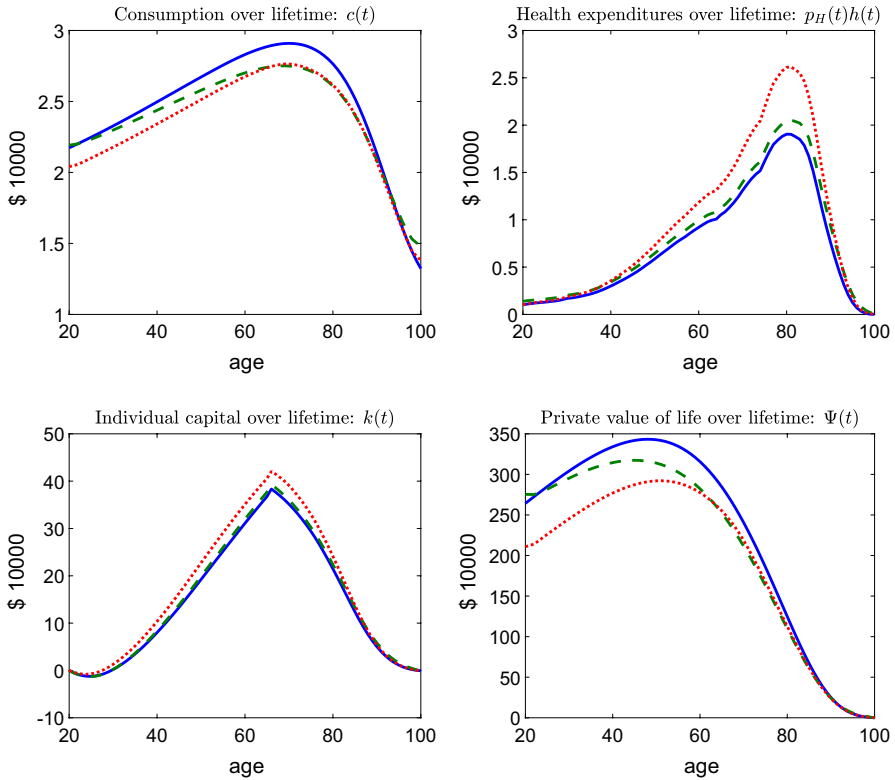 Consumption over lifetime: c(t)
3
2.5
2
1.5
1
$ 10000
20 40 60 80 100
age
Health expenditures over lifetime: p_H(t)h(t)
3
2.5
2
1.5
1
0.5
0
$ 10000
20 40 60 80 100
age
Individual capital over lifetime: k(t)
50
40
30
20
10
0
-10
$ 10000
20 40 60 80 100
age
Private value of life over lifetime: Ψ(t)
350
300
250
200
150
100
50
0
$ 10000
20 40 60 80 100
age